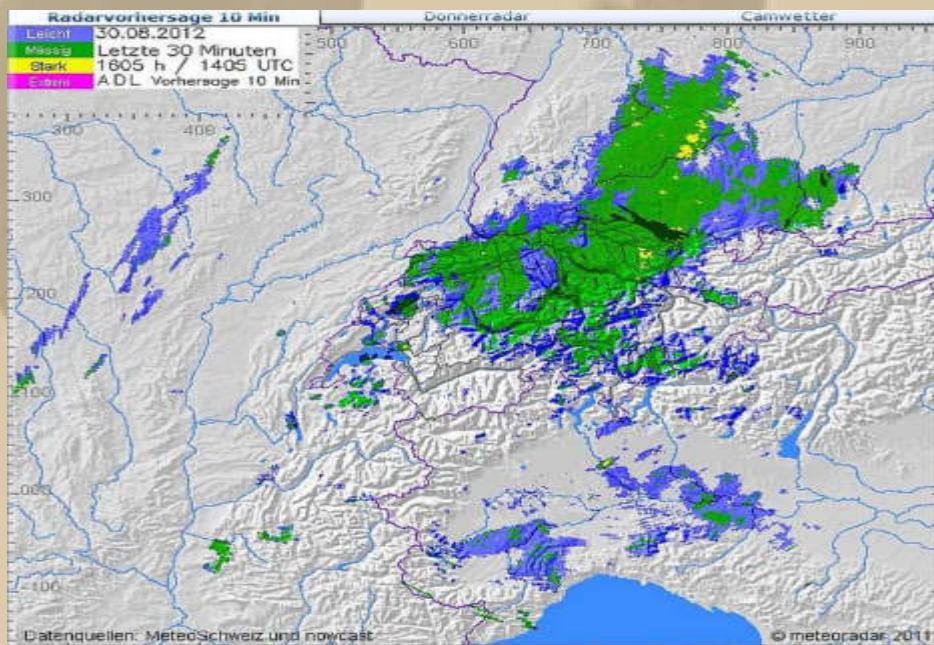 Radarvorhersage 10 Min Donnerradar Camwetter
Leicht 30.08.2012
Mässig Letzte 30 Minuten
Stark 1605 h / 1405 UTC
Extrem ADL Vorhersage 10 Min
500 600 700 800 900
300 400
300
200
100
000
-100
Datenquellen: MeteoSchweiz und nowcast © meteoradar 2011